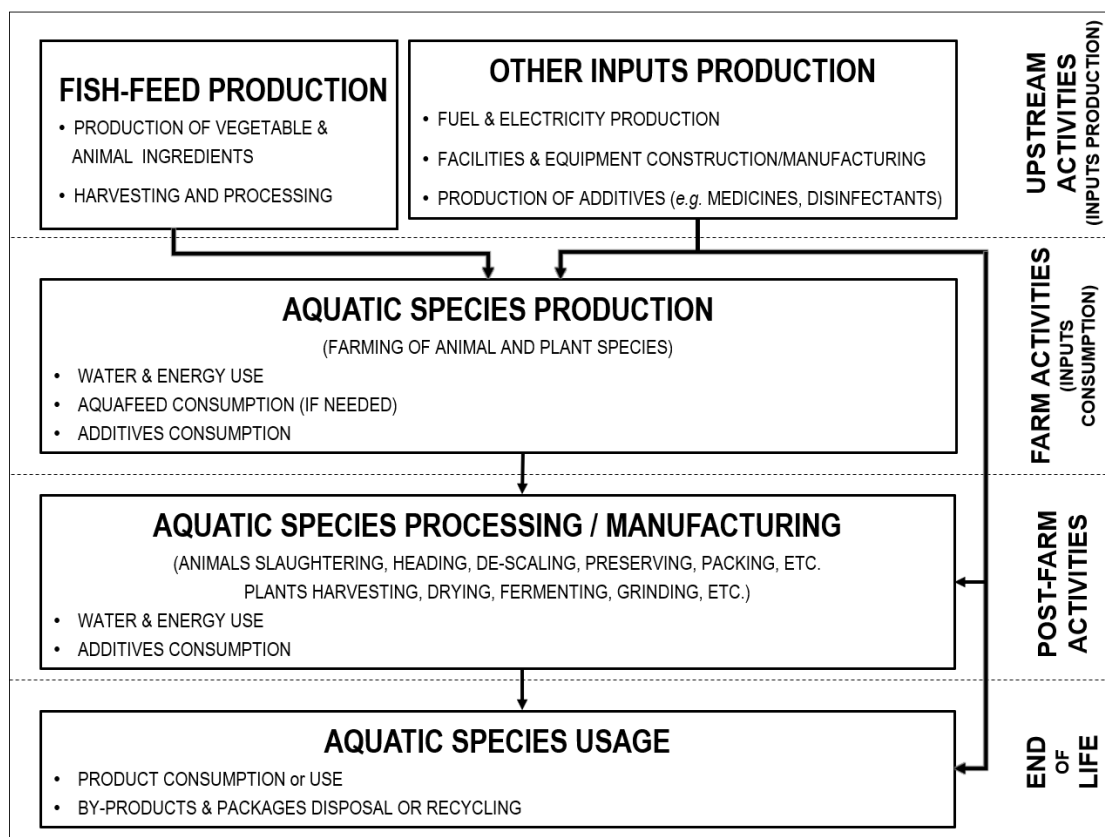 FISH-FEED PRODUCTION
• PRODUCTION OF VEGETABLE &
ANIMAL INGREDIENTS
• HARVESTING AND PROCESSING
OTHER INPUTS PRODUCTION
• FUEL & ELECTRICITY PRODUCTION
• FACILITIES & EQUIPMENT CONSTRUCTION/MANUFACTURING
• PRODUCTION OF ADDITIVES (e.g. MEDICINES, DISINFECTANTS)
UPSTREAM
ACTIVITIES
(INPUTS PRODUCTION)
AQUATIC SPECIES PRODUCTION
(FARMING OF ANIMAL AND PLANT SPECIES)
• WATER & ENERGY USE
• AQUAFEED CONSUMPTION (IF NEEDED)
• ADDITIVES CONSUMPTION
FARM ACTIVITIES
(INPUTS
CONSUMPTION)
AQUATIC SPECIES PROCESSING / MANUFACTURING
(ANIMALS SLAUGHTERING, HEADING, DE-SCALING, PRESERVING, PACKING, ETC.
PLANTS HARVESTING, DRYING, FERMENTING, GRINDING, ETC.)
• WATER & ENERGY USE
• ADDITIVES CONSUMPTION
POST-FARM
ACTIVITIES
AQUATIC SPECIES USAGE
• PRODUCT CONSUMPTION or USE
• BY-PRODUCTS & PACKAGES DISPOSAL OR RECYCLING
END
OF
LIFE